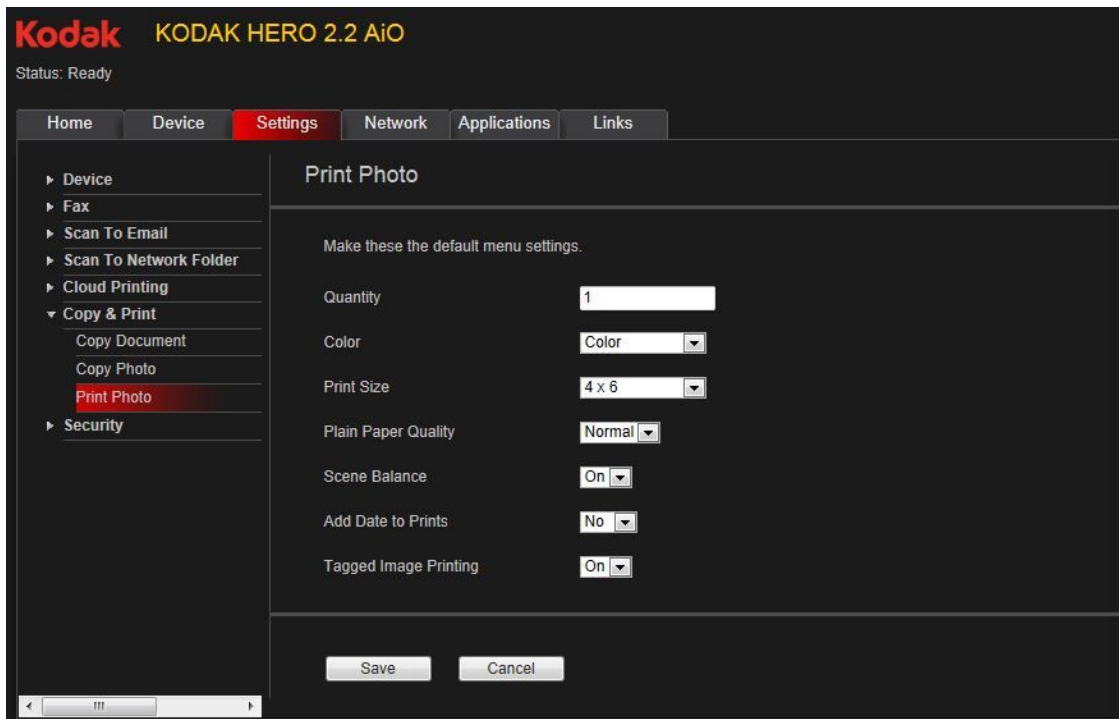 Kodak KODAK HERO 2.2 AiO
Status: Ready
Home Device Settings Network Applications Links
Device
Fax
Scan To Email
Scan To Network Folder
Cloud Printing
Copy & Print
Copy Document
Copy Photo
Print Photo
Security
Print Photo
Make these the default menu settings.
Quantity 1
Color Color
Print Size 4 x 6
Plain Paper Quality Normal
Scene Balance On
Add Date to Prints No
Tagged Image Printing On
Save Cancel